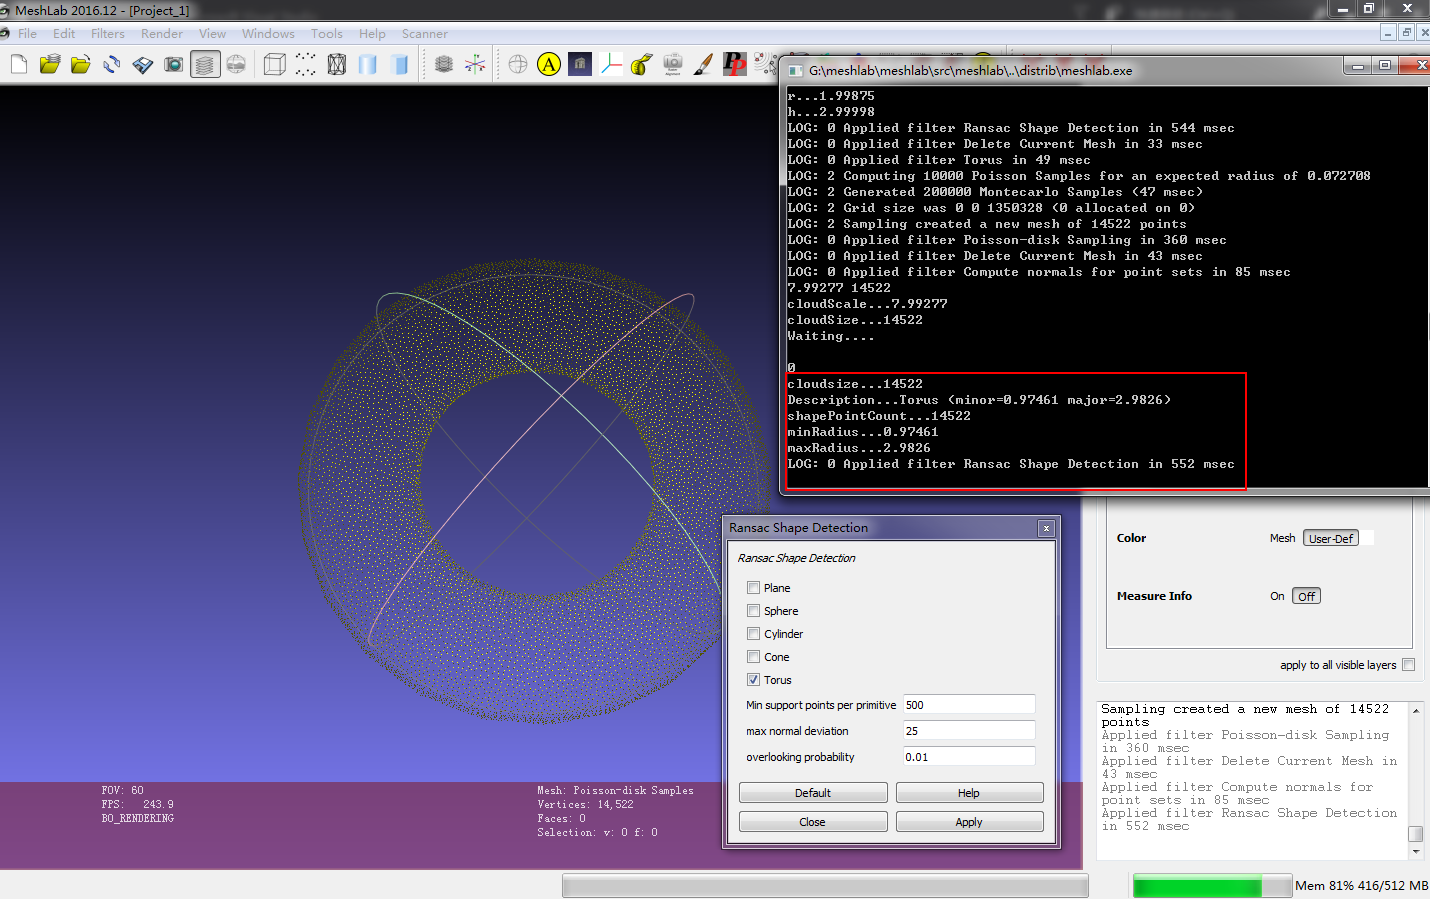 MeshLab 2016.12 - [Project_1]
File Edit Filters Render View Windows Tools Help Scanner
A
PP
G:\meshlab\meshlab\src\meshlab\..\distrib\meshlab.exe
r...1.99875
h...2.99998
LOG: 0 Applied filter Ransac Shape Detection in 544 msec
LOG: 0 Applied filter Delete Current Mesh in 33 msec
LOG: 0 Applied filter Torus in 49 msec
LOG: 2 Computing 10000 Poisson Samples for an expected radius of 0.072708
LOG: 2 Generated 200000 Montecarlo Samples (47 msec)
LOG: 2 Grid size was 0 0 1350328 (0 allocated on 0)
LOG: 2 Sampling created a new mesh of 14522 points
LOG: 0 Applied filter Poisson-disk Sampling in 360 msec
LOG: 0 Applied filter Delete Current Mesh in 43 msec
LOG: 0 Applied filter Compute normals for point sets in 85 msec
7.99277 14522
cloudScale...7.99277
cloudSize...14522
Waiting....
0
cloudsize...14522
Description...Torus (minor=0.97461 major=2.9826)
shapePointCount...14522
minRadius...0.97461
maxRadius...2.9826
LOG: 0 Applied filter Ransac Shape Detection in 552 msec
Ransac Shape Detection
Ransac Shape Detection
Plane
Sphere
Cylinder
Cone
Torus
Min support points per primitive 500
max normal deviation 25
overlooking probability 0.01
Default Help
Close Apply
Color Mesh User-Def
Measure Info On Off
apply to all visible layers
Sampling created a new mesh of 14522
points
Applied filter Poisson-disk Sampling
in 360 msec
Applied filter Delete Current Mesh in
43 msec
Applied filter Compute normals for
point sets in 85 msec
Applied filter Ransac Shape Detection
in 552 msec
FOV: 60
FPS: 243.9
BO_RENDERING
Mesh: Poisson-disk Samples
Vertices: 14,522
Faces: 0
Selection: v: 0 f: 0
Mem 81% 416/512 MB